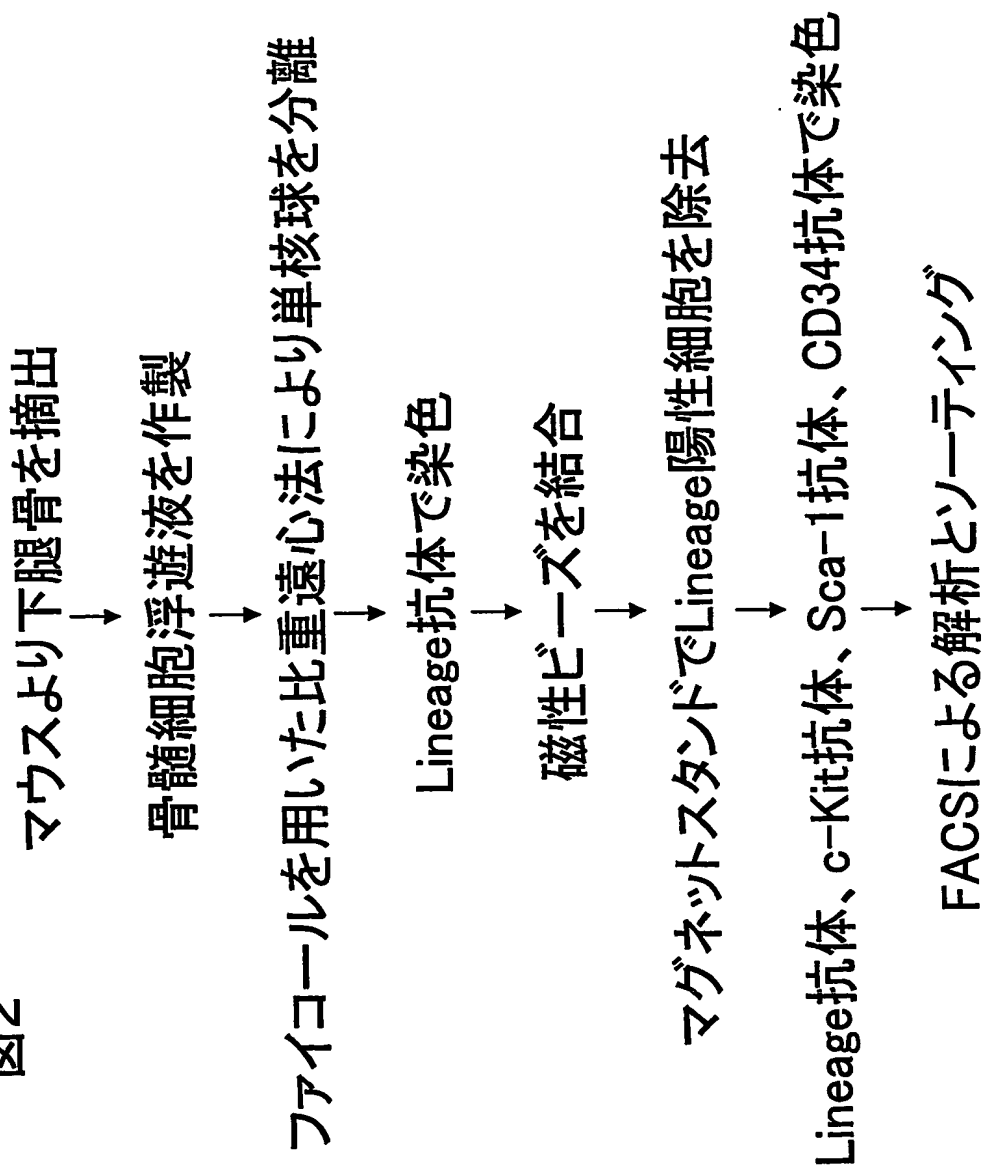 図2
マウスより下腿骨を摘出
骨髄細胞浮遊液を作製
ファイコールを用いた比重遠心法により単核球を分離
Lineage抗体で染色
磁性ビーズを結合
マグネットスタンドでLineage陽性細胞を除去
Lineage抗体、c-Kit抗体、Sca-1抗体、CD34抗体で染色
FACSによる解析とソーティング